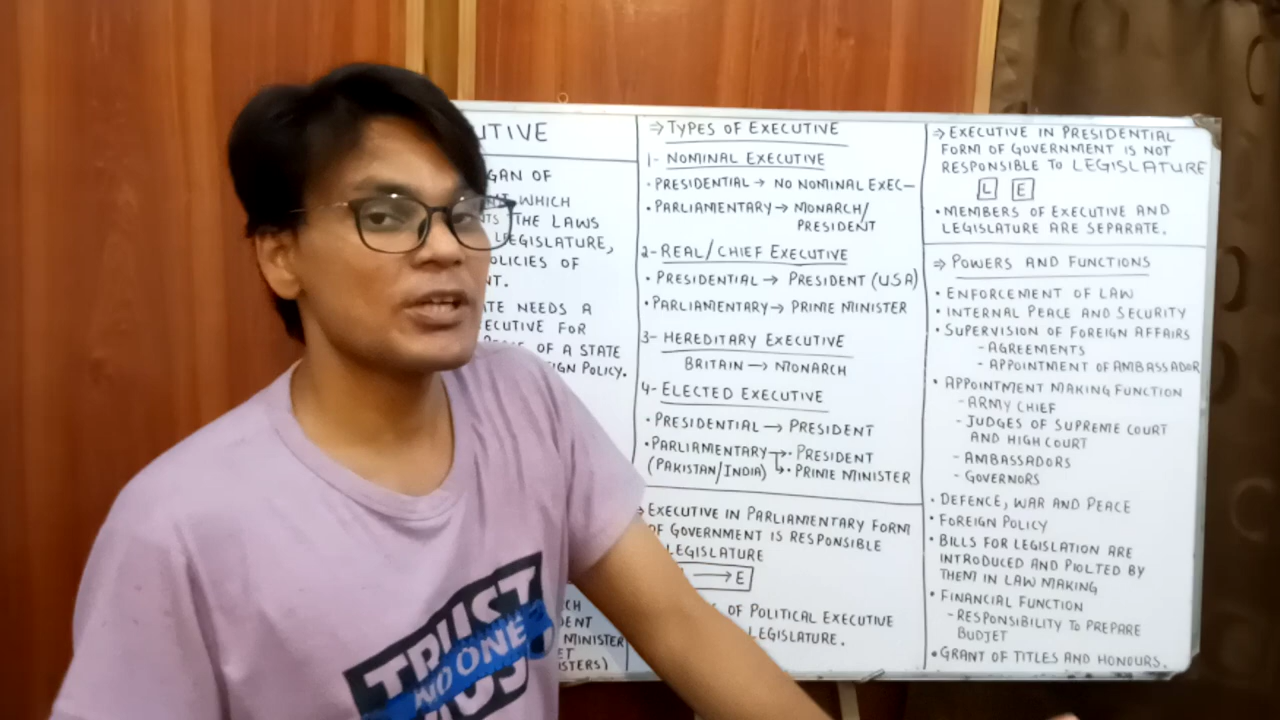 UTIVE
GAN OF
WHICH
NTS THE LAWS
LEGISLATURE,
OLICIES OF
NT.
ATE NEEDS A
ECUTIVE FOR
OF A STATE
IGN POLICY.
CH
DENT
MINISTER
ET
ISTERS)
⇒ TYPES OF EXECUTIVE
1- NOMINAL EXECUTIVE
• PRESIDENTIAL → NO NOMINAL EXEC-
• PARLIAMENTARY → MONARCH/
PRESIDENT
2- REAL/CHIEF EXECUTIVE
• PRESIDENTIAL → PRESIDENT (USA)
• PARLIAMENTARY → PRIME MINISTER
3- HEREDITARY EXECUTIVE
BRITAIN → MONARCH
4- ELECTED EXECUTIVE
• PRESIDENTIAL → PRESIDENT
• PARLIAMENTARY → • PRESIDENT
(PAKISTAN/INDIA) ↳ • PRIME MINISTER
⇒ EXECUTIVE IN PARLIAMENTARY FORM
OF GOVERNMENT IS RESPONSIBLE
LEGISLATURE
→ E
OF POLITICAL EXECUTIVE
LEGISLATURE.
⇒ EXECUTIVE IN PRESIDENTIAL
FORM OF GOVERNMENT IS NOT
RESPONSIBLE TO LEGISLATURE
L E
• MEMBERS OF EXECUTIVE AND
LEGISLATURE ARE SEPARATE.
⇒ POWERS AND FUNCTIONS
• ENFORCEMENT OF LAW
• INTERNAL PEACE AND SECURITY
• SUPERVISION OF FOREIGN AFFAIRS
- AGREEMENTS
- APPOINTMENT OF AMBASSADOR
• APPOINTMENT MAKING FUNCTION
- ARMY CHIEF
- JUDGES OF SUPREME COURT
AND HIGH COURT
- AMBASSADORS
- GOVERNORS
• DEFENCE, WAR AND PEACE
• FOREIGN POLICY
• BILLS FOR LEGISLATION ARE
INTRODUCED AND PIOLTED BY
THEM IN LAW MAKING
• FINANCIAL FUNCTION
- RESPONSIBILITY TO PREPARE
BUDJET
• GRANT OF TITLES AND HONOURS.
TRUST
NO ONE